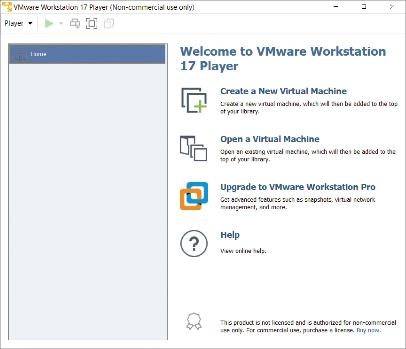 VMware Workstation 17 Player (Non-commercial use only)
Player
Home
Welcome to VMware Workstation
17 Player
Create a New Virtual Machine
Create a new virtual machine, which will then be added to the top
of your library.
Open a Virtual Machine
Open an existing virtual machine, which will then be added to the
top of your library.
Upgrade to VMware Workstation Pro
Get advanced features such as snapshots, virtual network
management, and more.
Help
View online help.
This product is not licensed and is authorized for non-commercial
use only. For commercial use, purchase a license. Buy now.